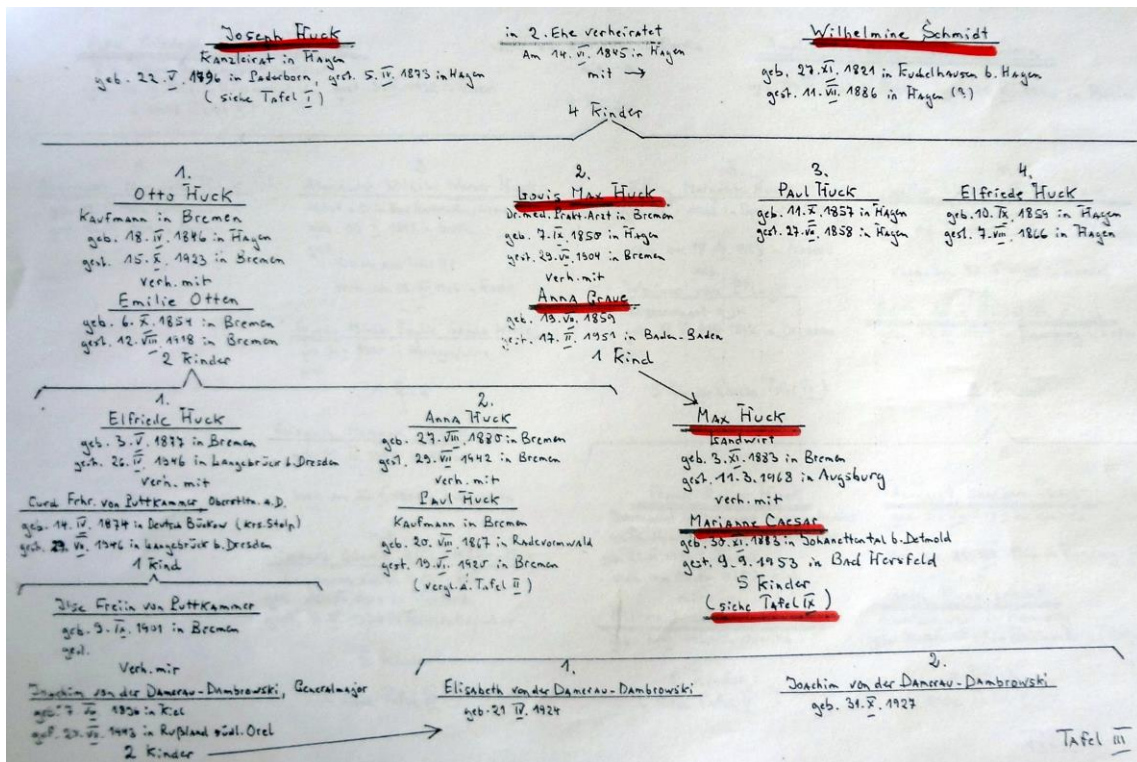 Joseph Huck
Kanzleirat in Hagen
geb. 22. V. 1796 in Paderborn, gest. 5. IV. 1873 in Hagen
(siehe Tafel I)
in 2. Ehe verheiratet
Am 14. VI. 1845 in Hagen
mit →
Wilhelmine Schmidt
geb. 27. XI. 1821 in Kuckelhausen b. Hagen
gest. 11. VII. 1886 in Hagen (?)
4 Kinder
1.
Otto Huck
Kaufmann in Bremen
geb. 18. IV. 1846 in Hagen
gest. 15. X. 1923 in Bremen
verh. mit
Emilie Otten
geb. 6. X. 1854 in Bremen
gest. 12. VIII. 1918 in Bremen
2 Kinder
2.
Louis Max Huck
Dr. med. Prakt. Arzt in Bremen
geb. 7. IX. 1850 in Hagen
gest. 29. VII. 1904 in Bremen
verh. mit
Anna Graue
geb. 19. VII. 1859
gest. 17. II. 1951 in Baden-Baden
1 Kind
3.
Paul Huck
geb. 11. X. 1857 in Hagen
gest. 27. VII. 1858 in Hagen
4.
Elfriede Huck
geb. 10. IX. 1859 in Hagen
gest. 7. VIII. 1866 in Hagen
1.
Elfriede Huck
geb. 3. V. 1877 in Bremen
gest. 26. IV. 1946 in Langebrück b. Dresden
verh. mit
Curd Frhr. von Puttkammer, Oberstltn. a. D.
geb. 14. IV. 1874 in Deutsch Bückow (Krs. Stolp)
gest. 29. VII. 1946 in Langebrück b. Dresden
1 Kind
Ilse Freiin von Puttkammer
geb. 9. IX. 1901 in Bremen
gest.
Verh. mit
Joachim von der Damerau-Dambrowski, Generalmajor
geb. 7. VII. 1896 in Kiel
gef. 27. VII. 1943 in Rußland südl. Orel
2 Kinder
2.
Anna Huck
geb. 27. VIII. 1880 in Bremen
gest. 29. VII 1942 in Bremen
verh. mit
Paul Huck
Kaufmann in Bremen
geb. 20. VIII. 1867 in Radevormwald
gest. 19. VI. 1920 in Bremen
(vergl. a. Tafel II)
Max Huck
Landwirt
geb. 3. XI. 1883 in Bremen
gest. 11. 3. 1968 in Augsburg
verh. mit
Marianne Caesar
geb. 30. XI. 1883 in Johanettental b. Detmold
gest. 9. 9. 1953 in Bad Hersfeld
5 Kinder
(siehe Tafel IX)
1.
Elisabeth von der Damerau-Dambrowski
geb. 21 IV. 1924
2.
Joachim von der Damerau-Dambrowski
geb. 31. X. 1927
Tafel III